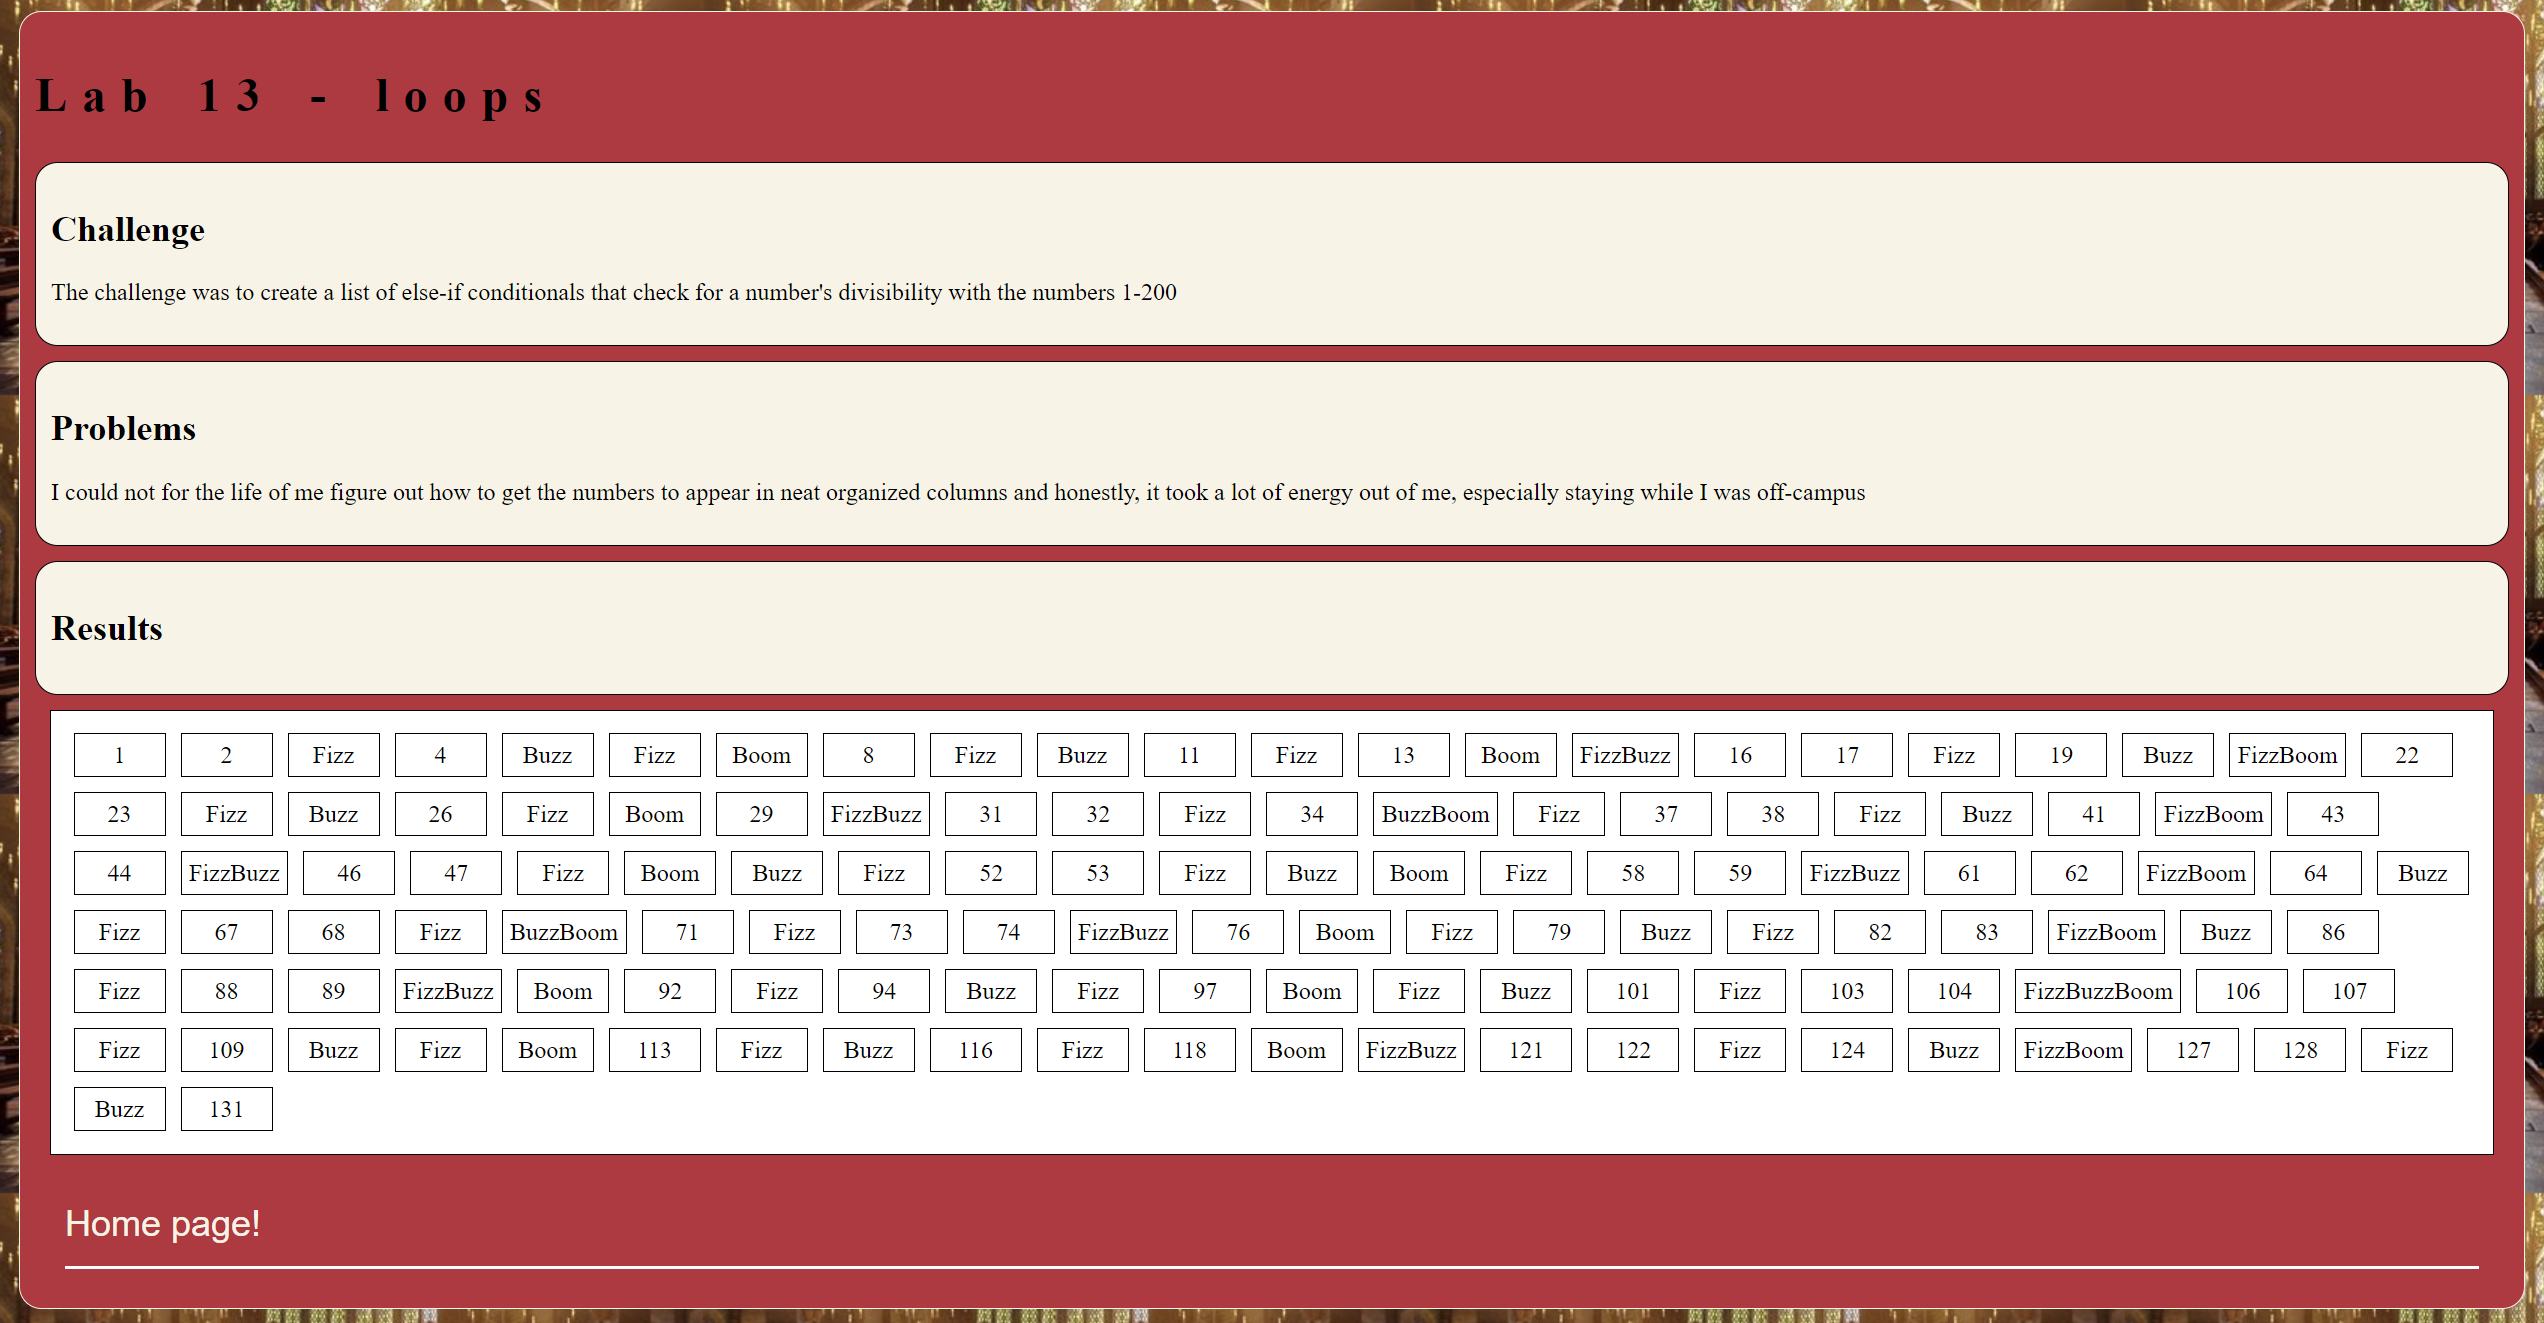 Lab 13 - loops
Challenge
The challenge was to create a list of else-if conditionals that check for a number's divisibility with the numbers 1-200
Problems
I could not for the life of me figure out how to get the numbers to appear in neat organized columns and honestly, it took a lot of energy out of me, especially staying while I was off-campus
Results
1 2 Fizz 4 Buzz Fizz Boom 8 Fizz Buzz 11 Fizz 13 Boom FizzBuzz 16 17 Fizz 19 Buzz FizzBoom 22
23 Fizz Buzz 26 Fizz Boom 29 FizzBuzz 31 32 Fizz 34 BuzzBoom Fizz 37 38 Fizz Buzz 41 FizzBoom 43
44 FizzBuzz 46 47 Fizz Boom Buzz Fizz 52 53 Fizz Buzz Boom Fizz 58 59 FizzBuzz 61 62 FizzBoom 64 Buzz
Fizz 67 68 Fizz BuzzBoom 71 Fizz 73 74 FizzBuzz 76 Boom Fizz 79 Buzz Fizz 82 83 FizzBoom Buzz 86
Fizz 88 89 FizzBuzz Boom 92 Fizz 94 Buzz Fizz 97 Boom Fizz Buzz 101 Fizz 103 104 FizzBuzzBoom 106 107
Fizz 109 Buzz Fizz Boom 113 Fizz Buzz 116 Fizz 118 Boom FizzBuzz 121 122 Fizz 124 Buzz FizzBoom 127 128 Fizz
Buzz 131
Home page!